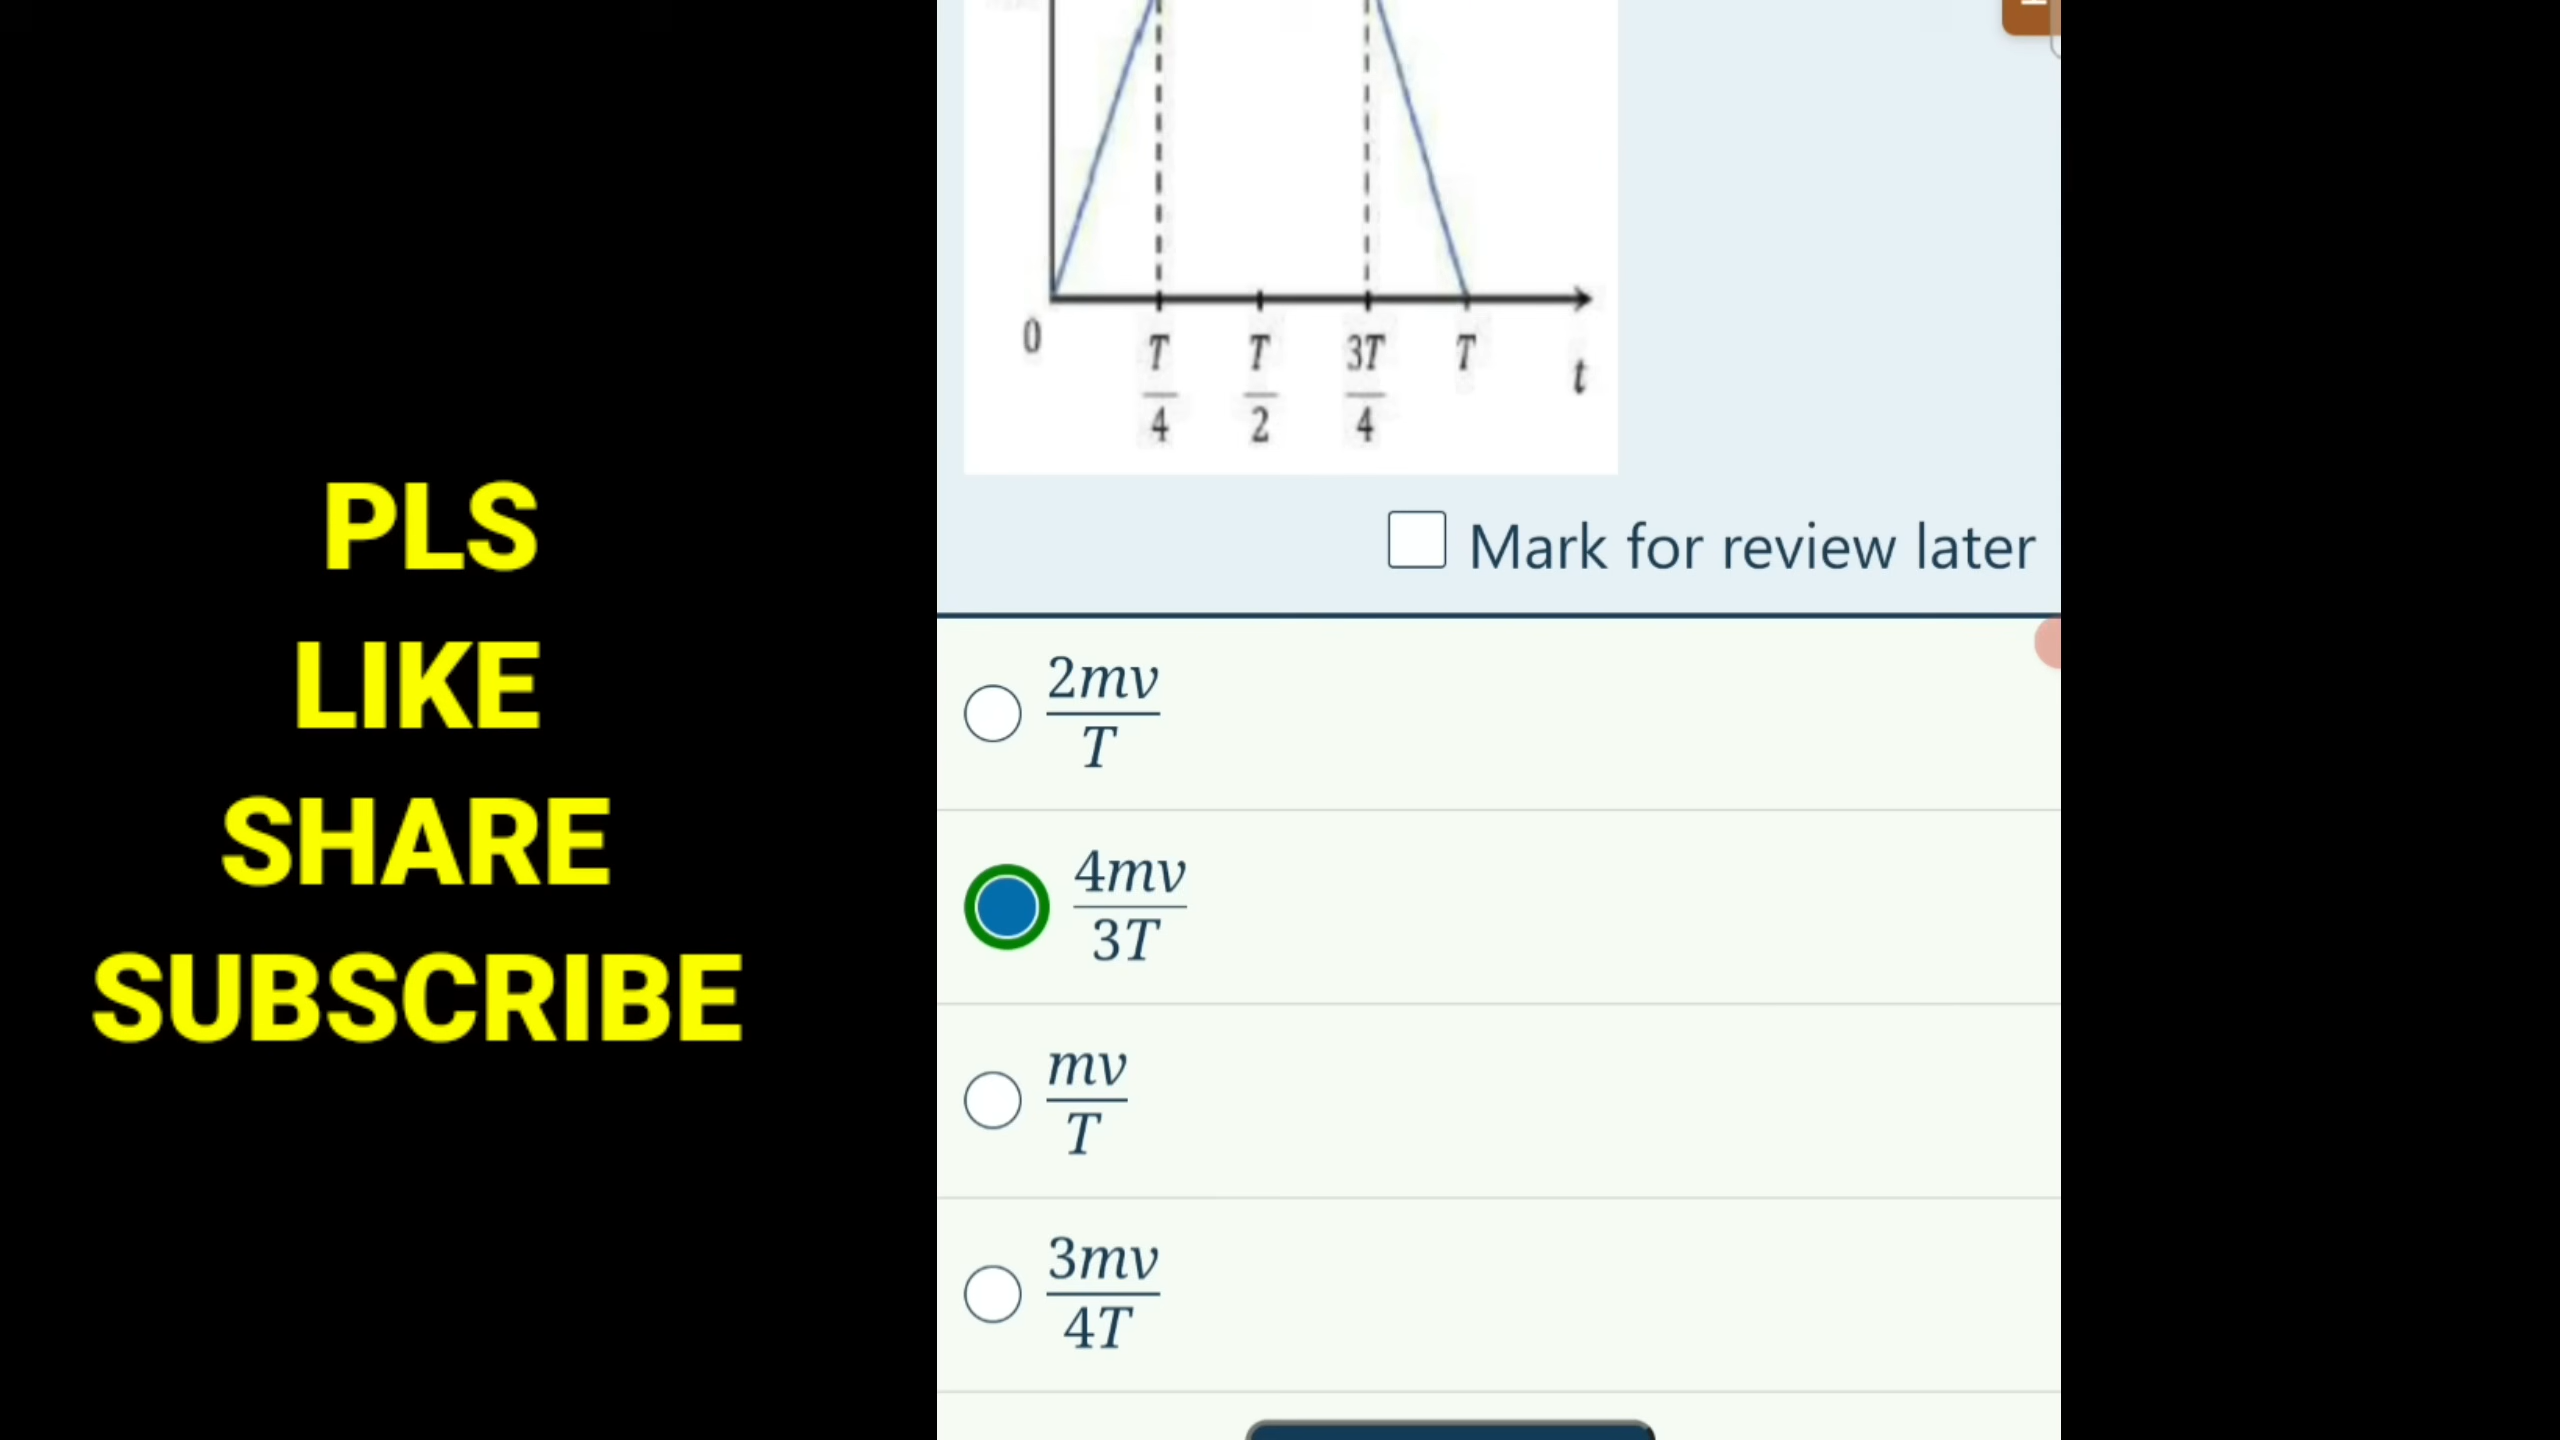 0
T/4 T/2 3T/4 T t
Mark for review later
PLS
LIKE
SHARE
SUBSCRIBE
2mv/T
4mv/3T
mv/T
3mv/4T